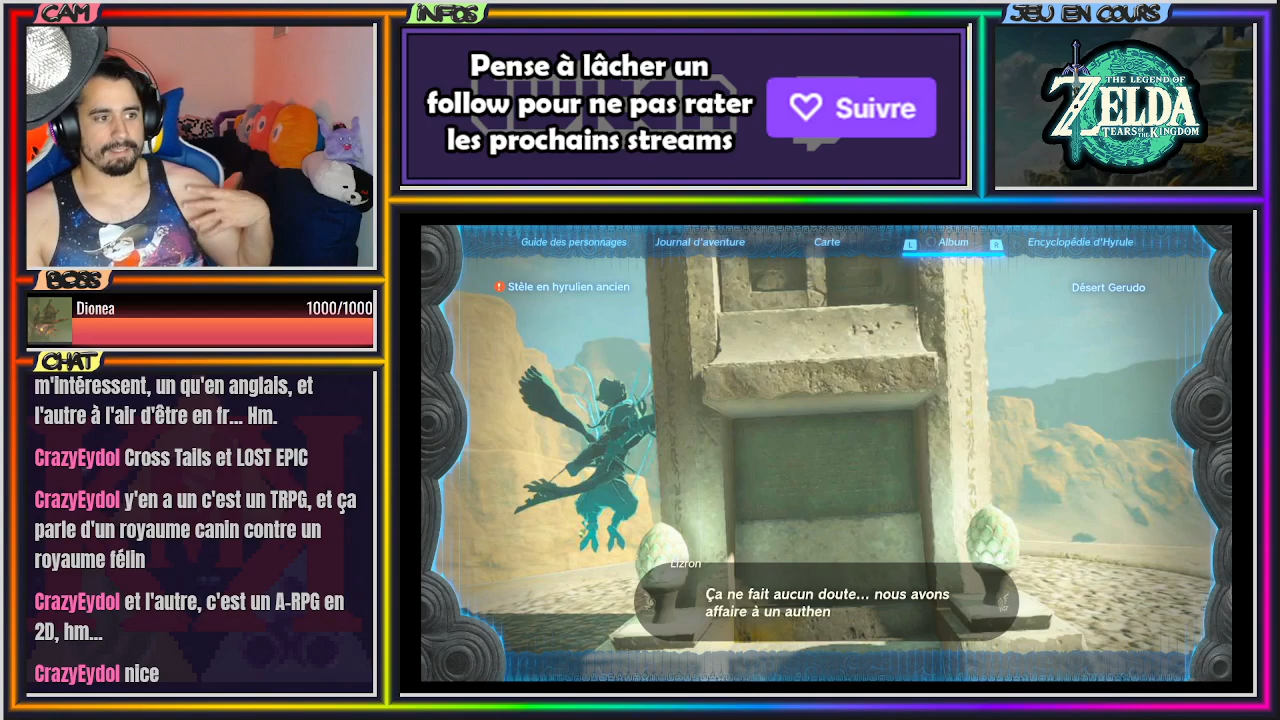 CAM
INFOS
JEU EN COURS
Pense à lâcher un
follow pour ne pas rater
les prochains streams
Suivre
THE LEGEND OF
ZELDA
TEARS OF THE KINGDOM
BOSS
Dionea
1000/1000
CHAT
m'intéressent, un qu'en anglais, et
l'autre à l'air d'être en fr... Hm.
CrazyEydol Cross Tails et LOST EPIC
CrazyEydol y'en a un c'est un TRPG, et ça
parle d'un royaume canin contre un
royaume félin
CrazyEydol et l'autre, c'est un A-RPG en
2D, hm...
CrazyEydol nice
Guide des personnages
Journal d'aventure
Carte
L
Album
R
Encyclopédie d'Hyrule
Stèle en hyrulien ancien
Désert Gerudo
Lizron
Ça ne fait aucun doute... nous avons
affaire à un authen